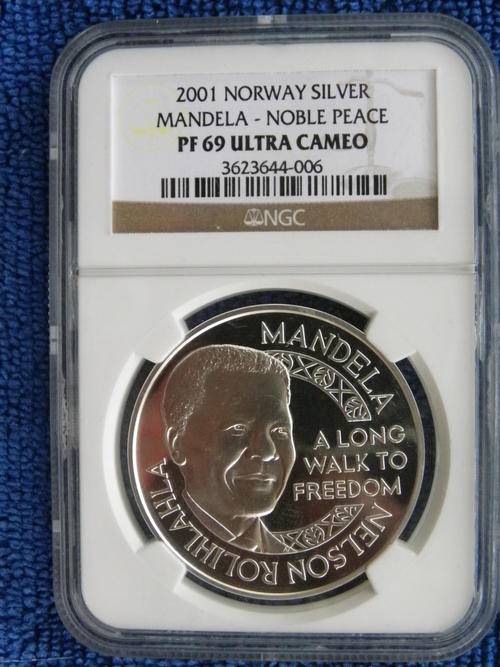 2001 NORWAY SILVER
MANDELA - NOBLE PEACE
PF 69 ULTRA CAMEO
3623644-006
NGC
MANDELA
A LONG
WALK TO
FREEDOM
NELSON ROLIHLAHLA